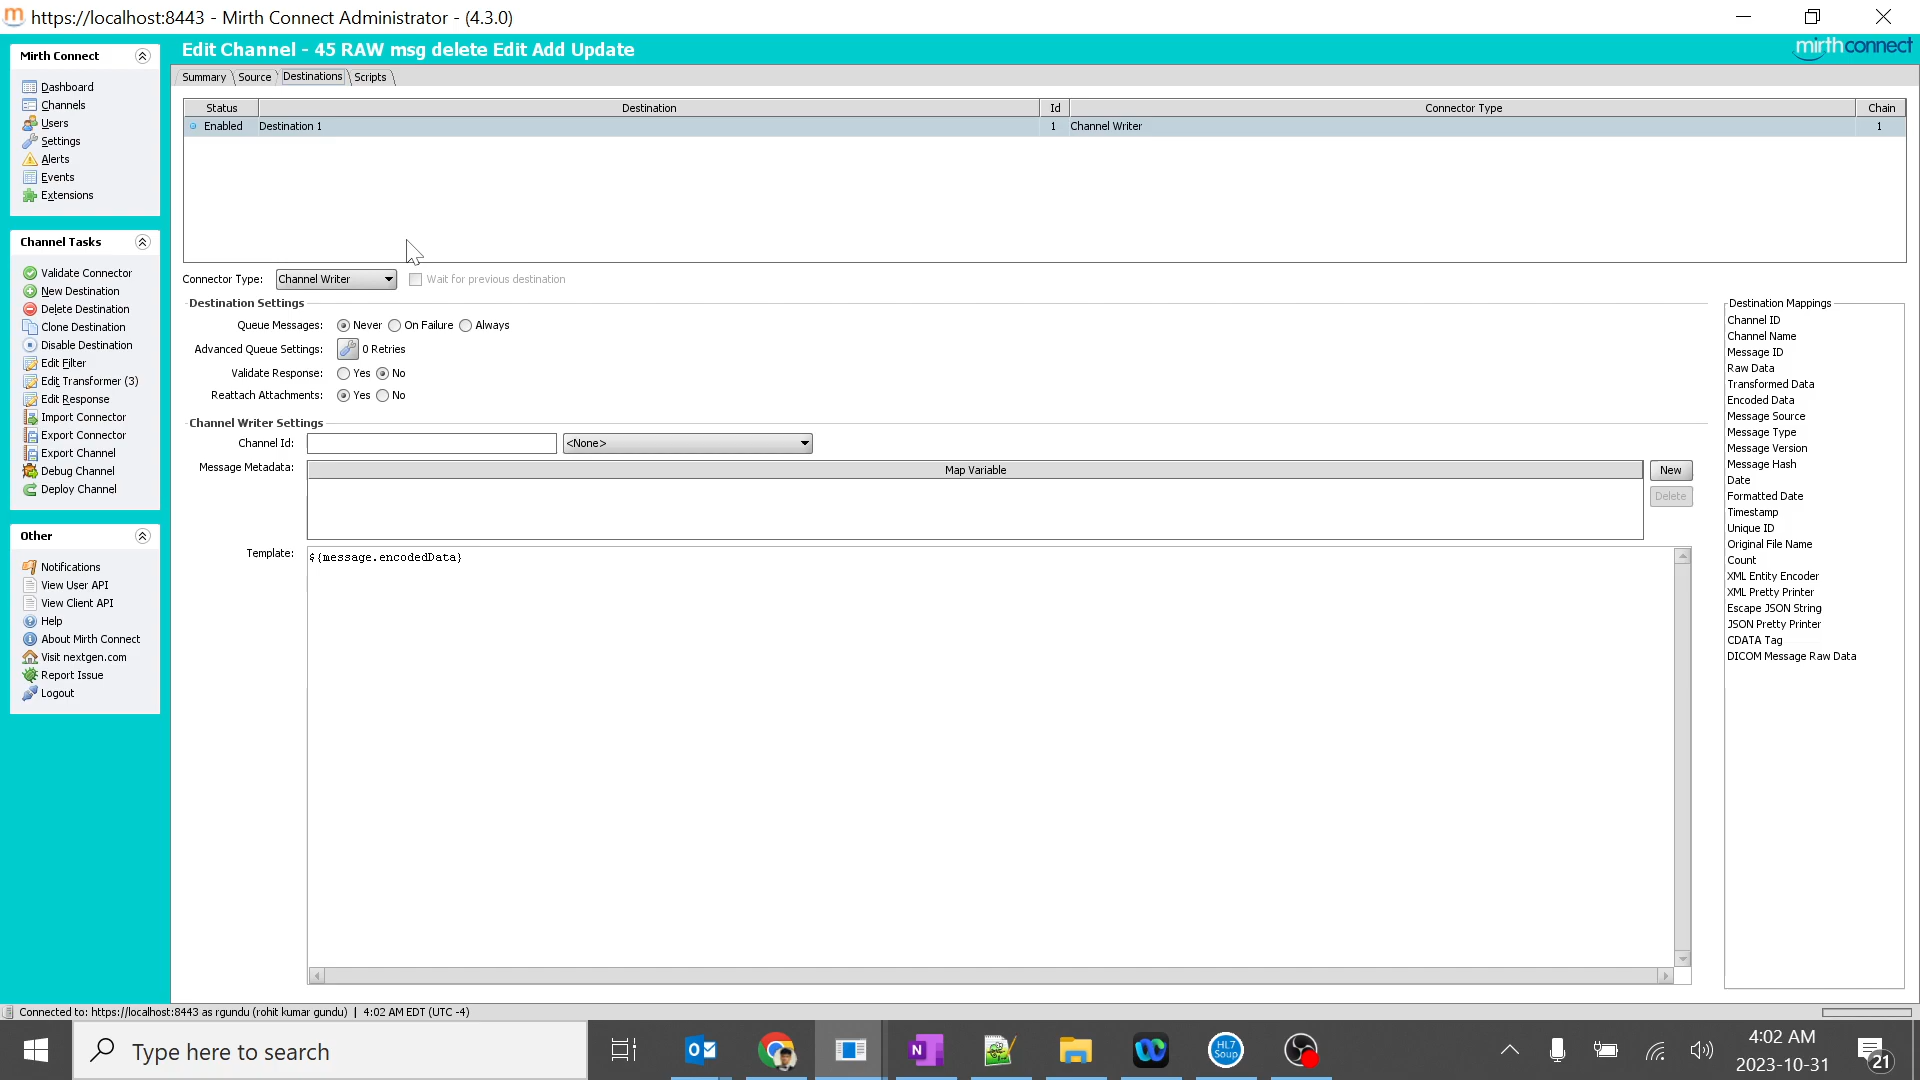 https://localhost:8443 - Mirth Connect Administrator - (4.3.0)
Mirth Connect
Dashboard
Channels
Users
Settings
Alerts
Events
Extensions
Channel Tasks
Validate Connector
New Destination
Delete Destination
Clone Destination
Disable Destination
Edit Filter
Edit Transformer (3)
Edit Response
Import Connector
Export Connector
Export Channel
Debug Channel
Deploy Channel
Other
Notifications
View User API
View Client API
Help
About Mirth Connect
Visit nextgen.com
Report Issue
Logout
Edit Channel - 45 RAW msg delete Edit Add Update
mirthconnect
Summary Source Destinations Scripts
Status Destination Id Connector Type Chain
Enabled Destination 1 1 Channel Writer 1
Connector Type: Channel Writer Wait for previous destination
Destination Settings
Queue Messages: Never On Failure Always
Advanced Queue Settings: 0 Retries
Validate Response: Yes No
Reattach Attachments: Yes No
Channel Writer Settings
Channel Id: <None>
Message Metadata: Map Variable New
Delete
Template: ${message.encodedData}
Destination Mappings
Channel ID
Channel Name
Message ID
Raw Data
Transformed Data
Encoded Data
Message Source
Message Type
Message Version
Message Hash
Date
Formatted Date
Timestamp
Unique ID
Original File Name
Count
XML Entity Encoder
XML Pretty Printer
Escape JSON String
JSON Pretty Printer
CDATA Tag
DICOM Message Raw Data
Connected to: https://localhost:8443 as rgundu (rohit kumar gundu) | 4:02 AM EDT (UTC -4)
Type here to search
HL7
Soup
4:02 AM
2023-10-31
21